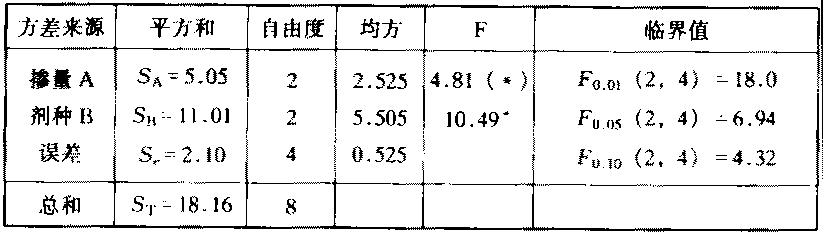 方差来源 平方和 自由度 均方 F 临界值
掺量 A S_A=5.05 2 2.525 4.81 (*) F_{0.01} (2, 4) =18.0
剂种 B S_B=11.01 2 5.505 10.49* F_{0.05} (2, 4) =6.94
误差 S_e=2.10 4 0.525 F_{0.10} (2, 4) =4.32
总和 S_T=18.16 8